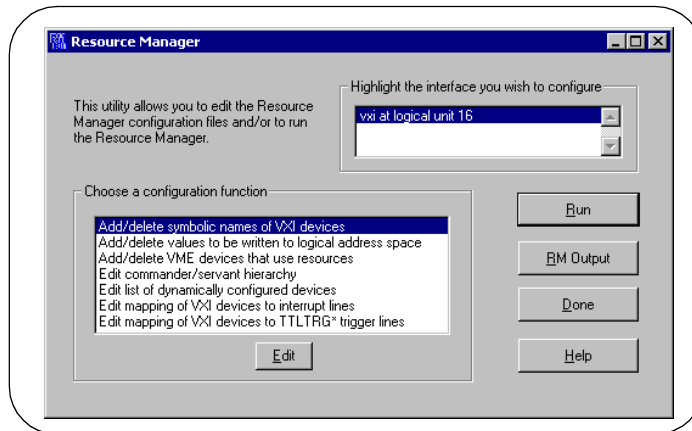 Resource Manager
This utility allows you to edit the Resource
Manager configuration files and/or to run
the Resource Manager.
Highlight the interface you wish to configure
vxi at logical unit 16
Choose a configuration function
Add/delete symbolic names of VXI devices
Add/delete values to be written to logical address space
Add/delete VME devices that use resources
Edit commander/servant hierarchy
Edit list of dynamically configured devices
Edit mapping of VXI devices to interrupt lines
Edit mapping of VXI devices to TTLTRG* trigger lines
Edit
Run
RM Output
Done
Help